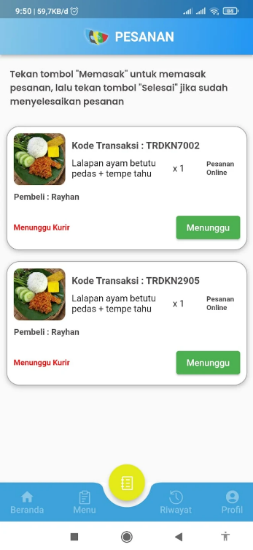 9:50 | 69,7KB/d
PESANAN
Tekan tombol "Memasak" untuk memasak
pesanan, lalu tekan tombol "Selesai" jika sudah
menyelesaikan pesanan
Kode Transaksi : TRDKN7002
Lalapan ayam betutu
pedas + tempe tahu
x 1
Pesanan
Online
Pembeli : Rayhan
Menunggu Kurir
Menunggu
Kode Transaksi : TRDKN2905
Lalapan ayam betutu
pedas + tempe tahu
x 1
Pesanan
Online
Pembeli : Rayhan
Menunggu Kurir
Menunggu
Beranda
Menu
Riwayat
Profil